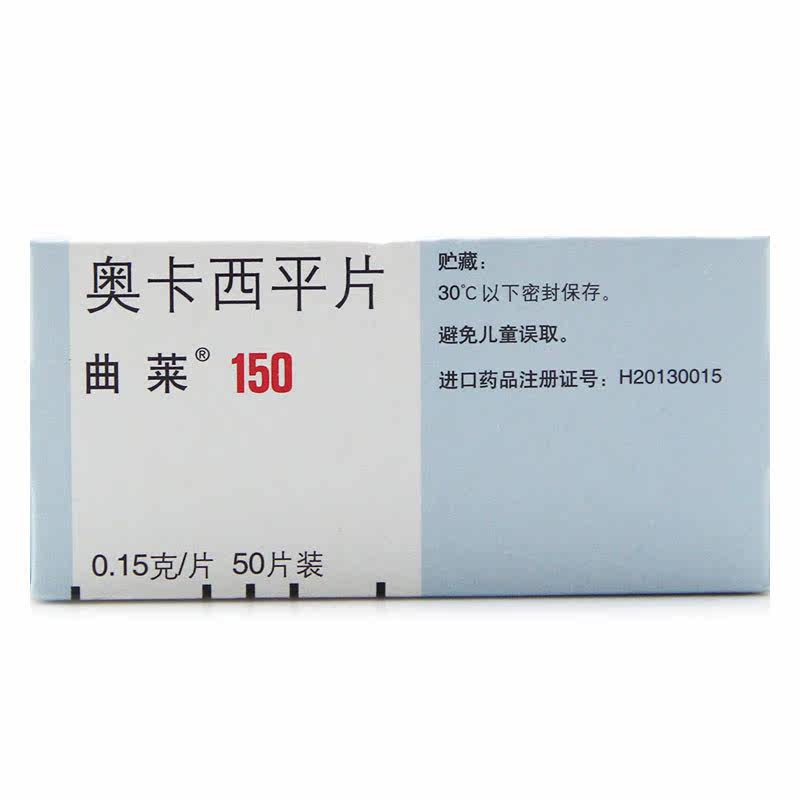 奥卡西平片
曲莱® 150
0.15克/片 50片装
贮藏：
30℃以下密封保存。
避免儿童误取。
进口药品注册证号：H20130015